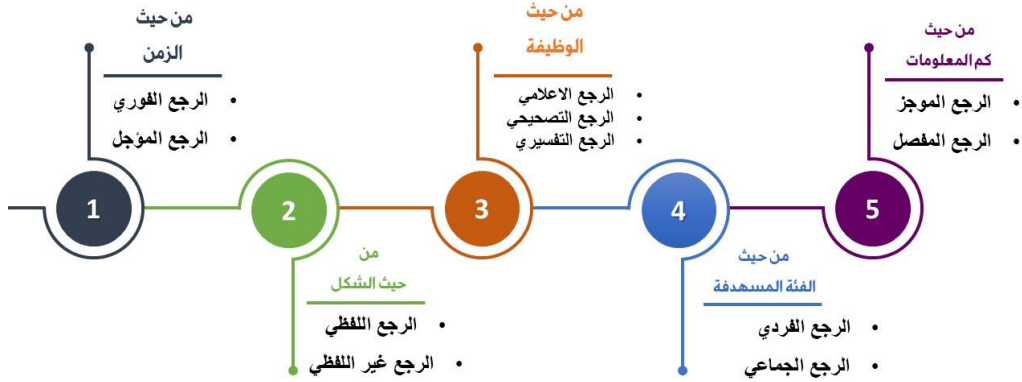 1
من حيث
الزمن
الرجع الفوري
الرجع المؤجل
2
من
حيث الشكل
الرجع اللفظي
الرجع غير اللفظي
3
من حيث
الوظيفة
الرجع الاعلامي
الرجع التصحيحي
الرجع التفسيري
4
من حيث
الفئة المسهدفة
الرجع الفردي
الرجع الجماعي
5
من حيث
كم المعلومات
الرجع الموجز
الرجع المفصل